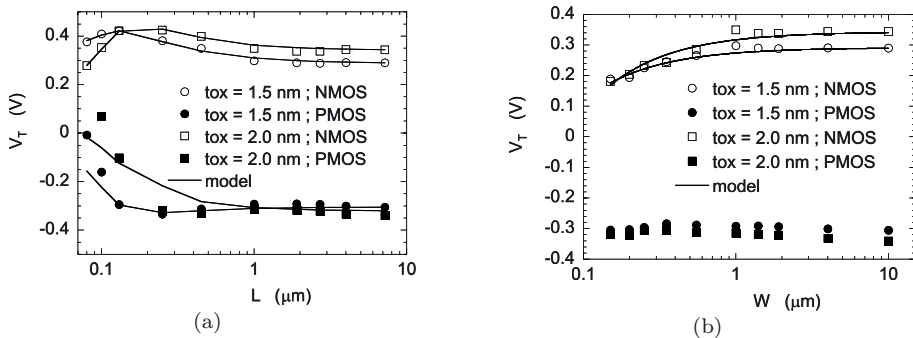 0.4
0.2
0
-0.2
-0.4
V_T (V)
tox = 1.5 nm ; NMOS
tox = 1.5 nm ; PMOS
tox = 2.0 nm ; NMOS
tox = 2.0 nm ; PMOS
model
0.1
1
10
L (μm)
(a)
0.4
0.3
0.2
0.1
0
-0.1
-0.2
-0.3
0.4
V_T (V)
tox = 1.5 nm ; NMOS
tox = 1.5 nm ; PMOS
tox = 2.0 nm ; NMOS
tox = 2.0 nm ; PMOS
model
0.1
1
10
W (μm)
(b)